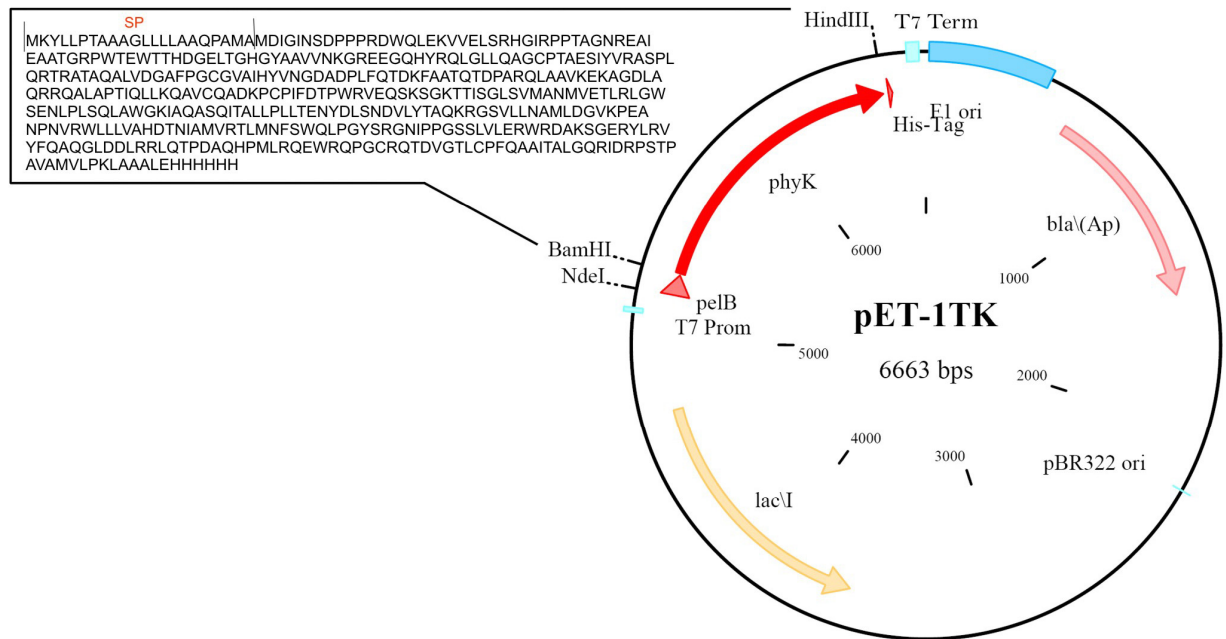 SP
MKYLLPTAAAGLLLLAAQPAMAMDIGINSDPPPRDWQLEKVVELSRHGIRPPTAGNREAI
EAATGRPWTEWTTHDGELTGHGYAAVVNKGREEGQHYRQLGLLQAGCPTAESIYVRASPL
QRTRATAQALVDGAFPGCGVAIHYVNGDADPLFQTDKFAATQTDPARQLAAVKEKAGDLA
QRRQALAPTIQLLKQAVCQADKPCPIFDTPWRVEQSKSGKTTISGLSVMANMVETLRLGW
SENLPLSQLAWGKIAQASQITALLPLLTENYDLSNDVLYTAQKRGSVLLNAMLDGVKPEA
NPNVRWLLLVAHDTNIAMVRTLMNFSWQLPGYSRGNIPPGSSLVLERWRDAKSGERYLRV
YFQAQGLDDLRRLQTPDAQHPMLRQEWRQPGCRQTDVGTLCPFQAAITALGQRIDRPSTP
AVAMVLPKLAAALEHHHHHH
HindIII
T7 Term
F1 ori
His-Tag
phyK
bla\(Ap)
BamHI
NdeI
6000
1000
pelB
T7 Prom
pET-1TK
5000
6663 bps
2000
4000
3000
pBR322 ori
lac\I